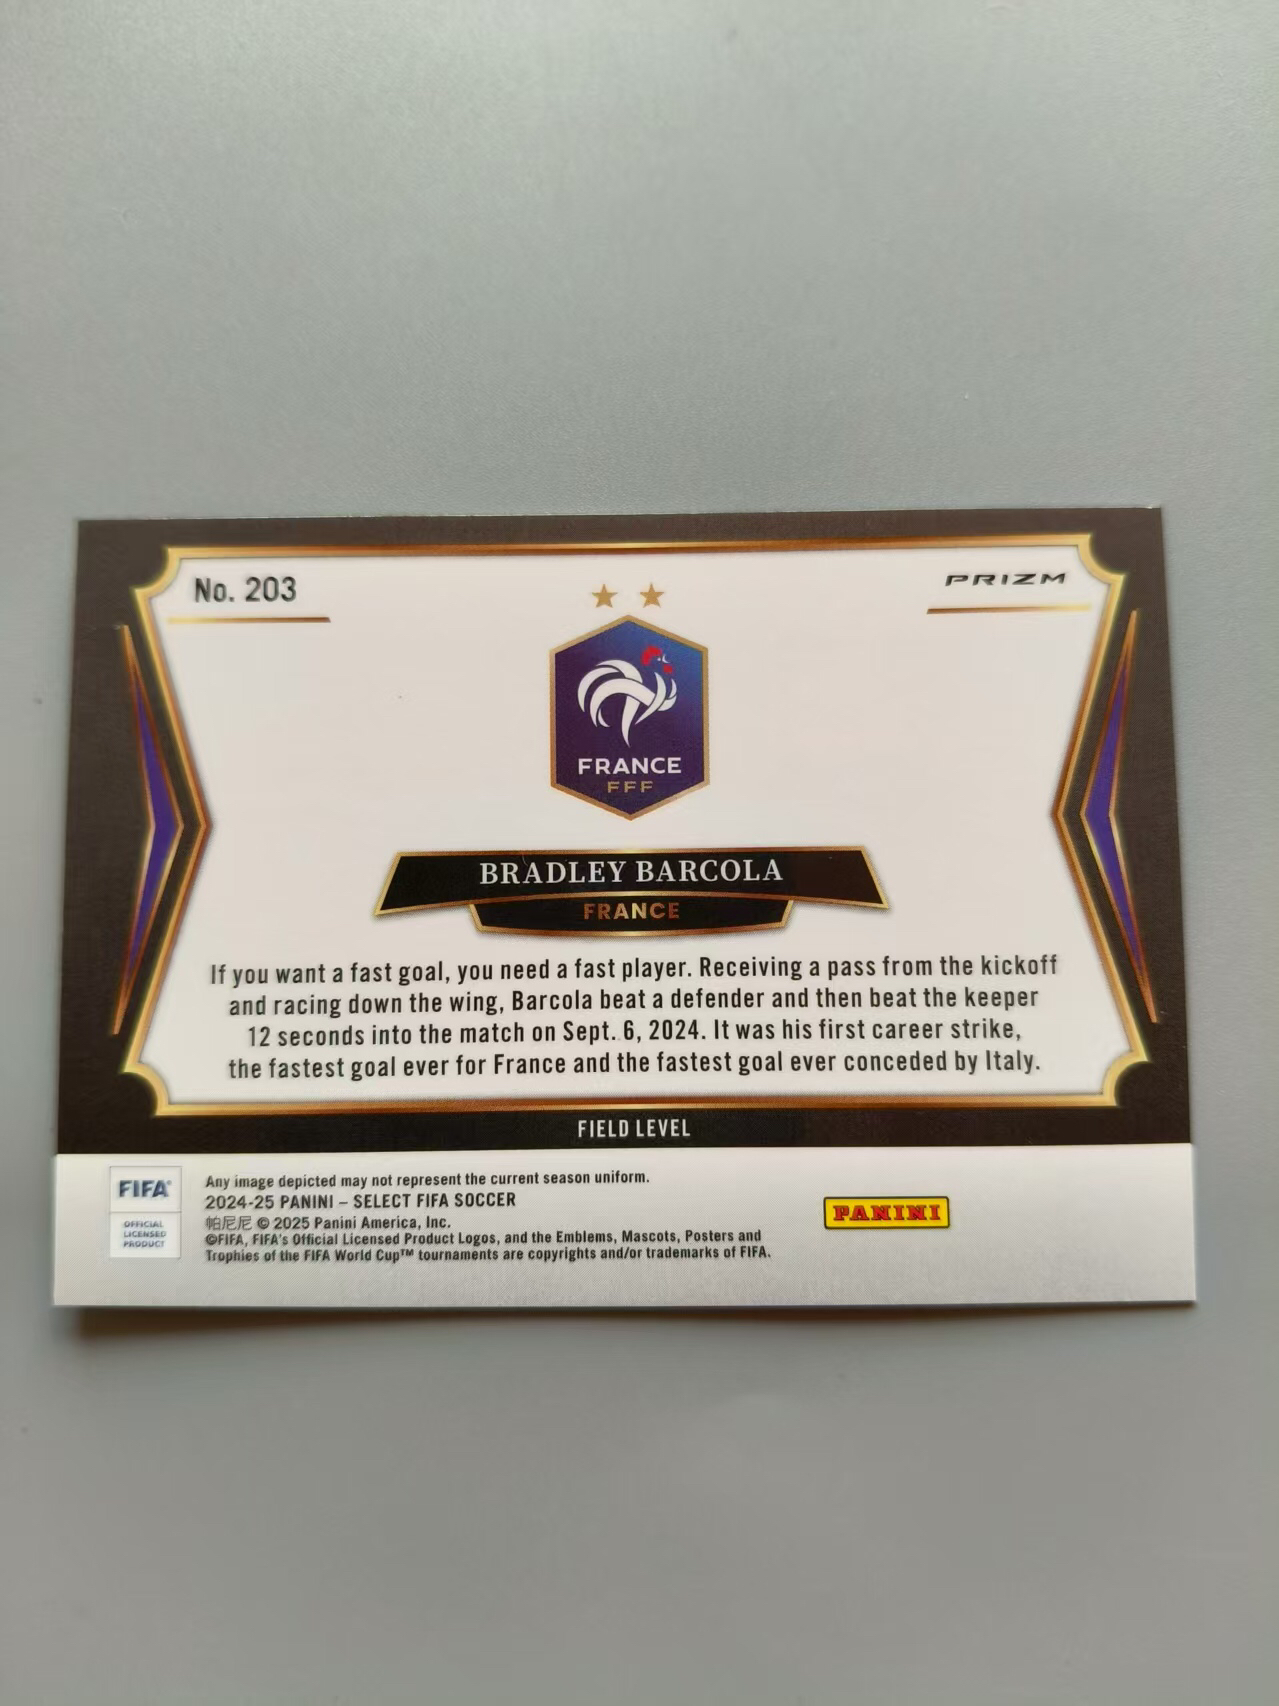 No. 203
PRIZM
FRANCE
FFF
BRADLEY BARCOLA
FRANCE
If you want a fast goal, you need a fast player. Receiving a pass from the kickoff
and racing down the wing, Barcola beat a defender and then beat the keeper
12 seconds into the match on Sept. 6, 2024. It was his first career strike,
the fastest goal ever for France and the fastest goal ever conceded by Italy.
FIELD LEVEL
FIFA®
OFFICIAL
LICENSED
PRODUCT
Any image depicted may not represent the current season uniform.
2024-25 PANINI – SELECT FIFA SOCCER
帕尼尼 © 2025 Panini America, Inc.
©FIFA, FIFA's Official Licensed Product Logos, and the Emblems, Mascots, Posters and
Trophies of the FIFA World Cup™ tournaments are copyrights and/or trademarks of FIFA.
PANINI